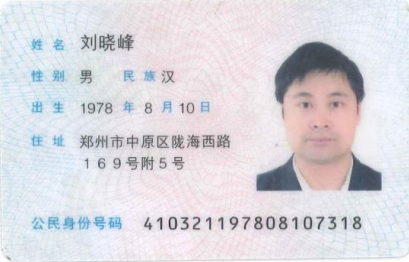 姓名 刘晓峰
性别 男 民族 汉
出生 1978 年 8 月 10 日
住址 郑州市中原区陇海西路
169号附5号
公民身份号码 410321197808107318